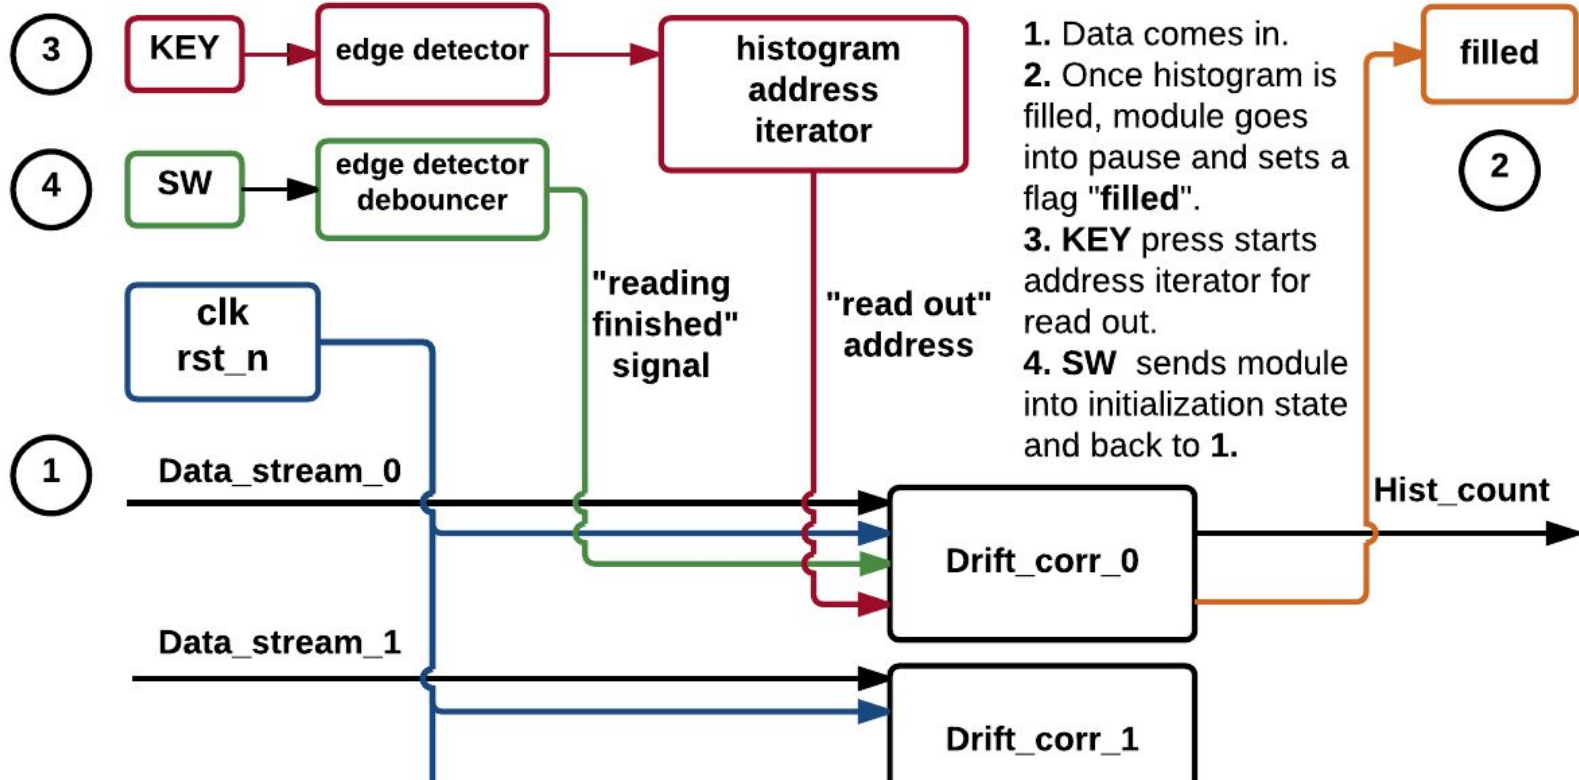 3
KEY
edge detector
histogram
address
iterator
1. Data comes in.
2. Once histogram is
filled, module goes
into pause and sets a
flag "filled".
3. KEY press starts
address iterator for
read out.
4. SW sends module
into initialization state
and back to 1.
filled
2
4
SW
edge detector
debouncer
clk
rst_n
"reading
finished"
signal
"read out"
address
1
Data_stream_0
Drift_corr_0
Hist_count
Data_stream_1
Drift_corr_1